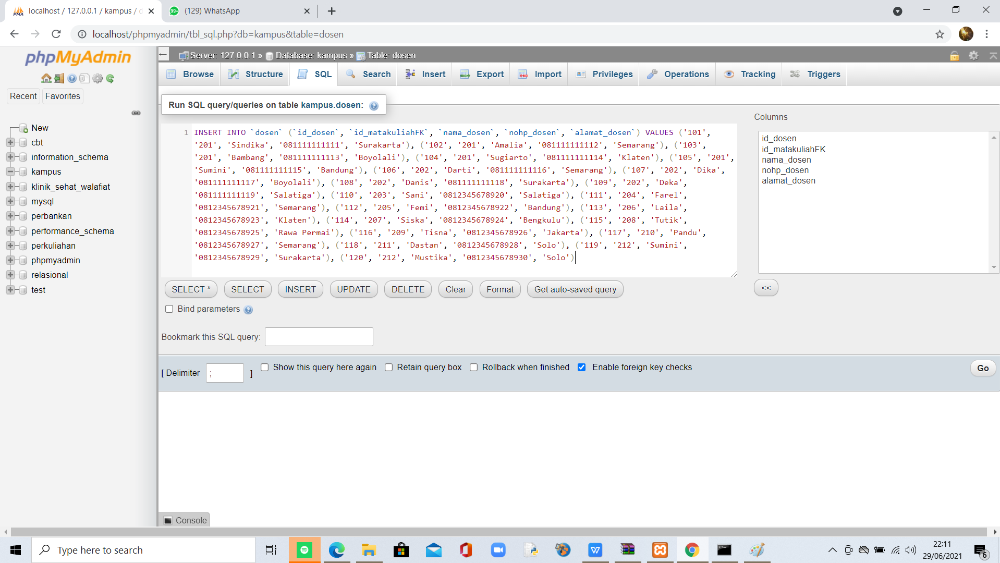 localhost / 127.0.0.1 / kampus / d
99+ (129) WhatsApp
localhost/phpmyadmin/tbl_sql.php?db=kampus&table=dosen
phpMyAdmin
Server: 127.0.0.1 » Database: kampus » Table: dosen
Browse Structure SQL Search Insert Export Import Privileges Operations Tracking Triggers
Recent Favorites
Run SQL query/queries on table kampus.dosen:
New
cbt
information_schema
kampus
klinik_sehat_walafiat
mysql
perbankan
performance_schema
perkuliahan
phpmyadmin
relasional
test
1 INSERT INTO `dosen` (`id_dosen`, `id_matakuliahFK`, `nama_dosen`, `nohp_dosen`, `alamat_dosen`) VALUES ('101',
'201', 'Sindika', '081111111111', 'Surakarta'), ('102', '201', 'Amalia', '081111111112', 'Semarang'), ('103',
'201', 'Bambang', '081111111113', 'Boyolali'), ('104', '201', 'Sugiarto', '081111111114', 'Klaten'), ('105', '201',
'Sumini', '081111111115', 'Bandung'), ('106', '202', 'Darti', '081111111116', 'Semarang'), ('107', '202', 'Dika',
'081111111117', 'Boyolali'), ('108', '202', 'Danis', '081111111118', 'Surakarta'), ('109', '202', 'Deka',
'081111111119', 'Salatiga'), ('110', '203', 'Sani', '0812345678920', 'Salatiga'), ('111', '204', 'Farel',
'0812345678921', 'Semarang'), ('112', '205', 'Femi', '0812345678922', 'Bandung'), ('113', '206', 'Laila',
'0812345678923', 'Klaten'), ('114', '207', 'Siska', '0812345678924', 'Bengkulu'), ('115', '208', 'Tutik',
'0812345678925', 'Rawa Permai'), ('116', '209', 'Tisna', '0812345678926', 'Jakarta'), ('117', '210', 'Pandu',
'0812345678927', 'Semarang'), ('118', '211', 'Dastan', '0812345678928', 'Solo'), ('119', '212', 'Sumini',
'0812345678929', 'Surakarta'), ('120', '212', 'Mustika', '0812345678930', 'Solo')
Columns
id_dosen
id_matakuliahFK
nama_dosen
nohp_dosen
alamat_dosen
SELECT * SELECT INSERT UPDATE DELETE Clear Format Get auto-saved query
<<
Bind parameters
Bookmark this SQL query:
[ Delimiter ; ] Show this query here again Retain query box Rollback when finished Enable foreign key checks
Go
Console
Type here to search
22:11
29/06/2021
6